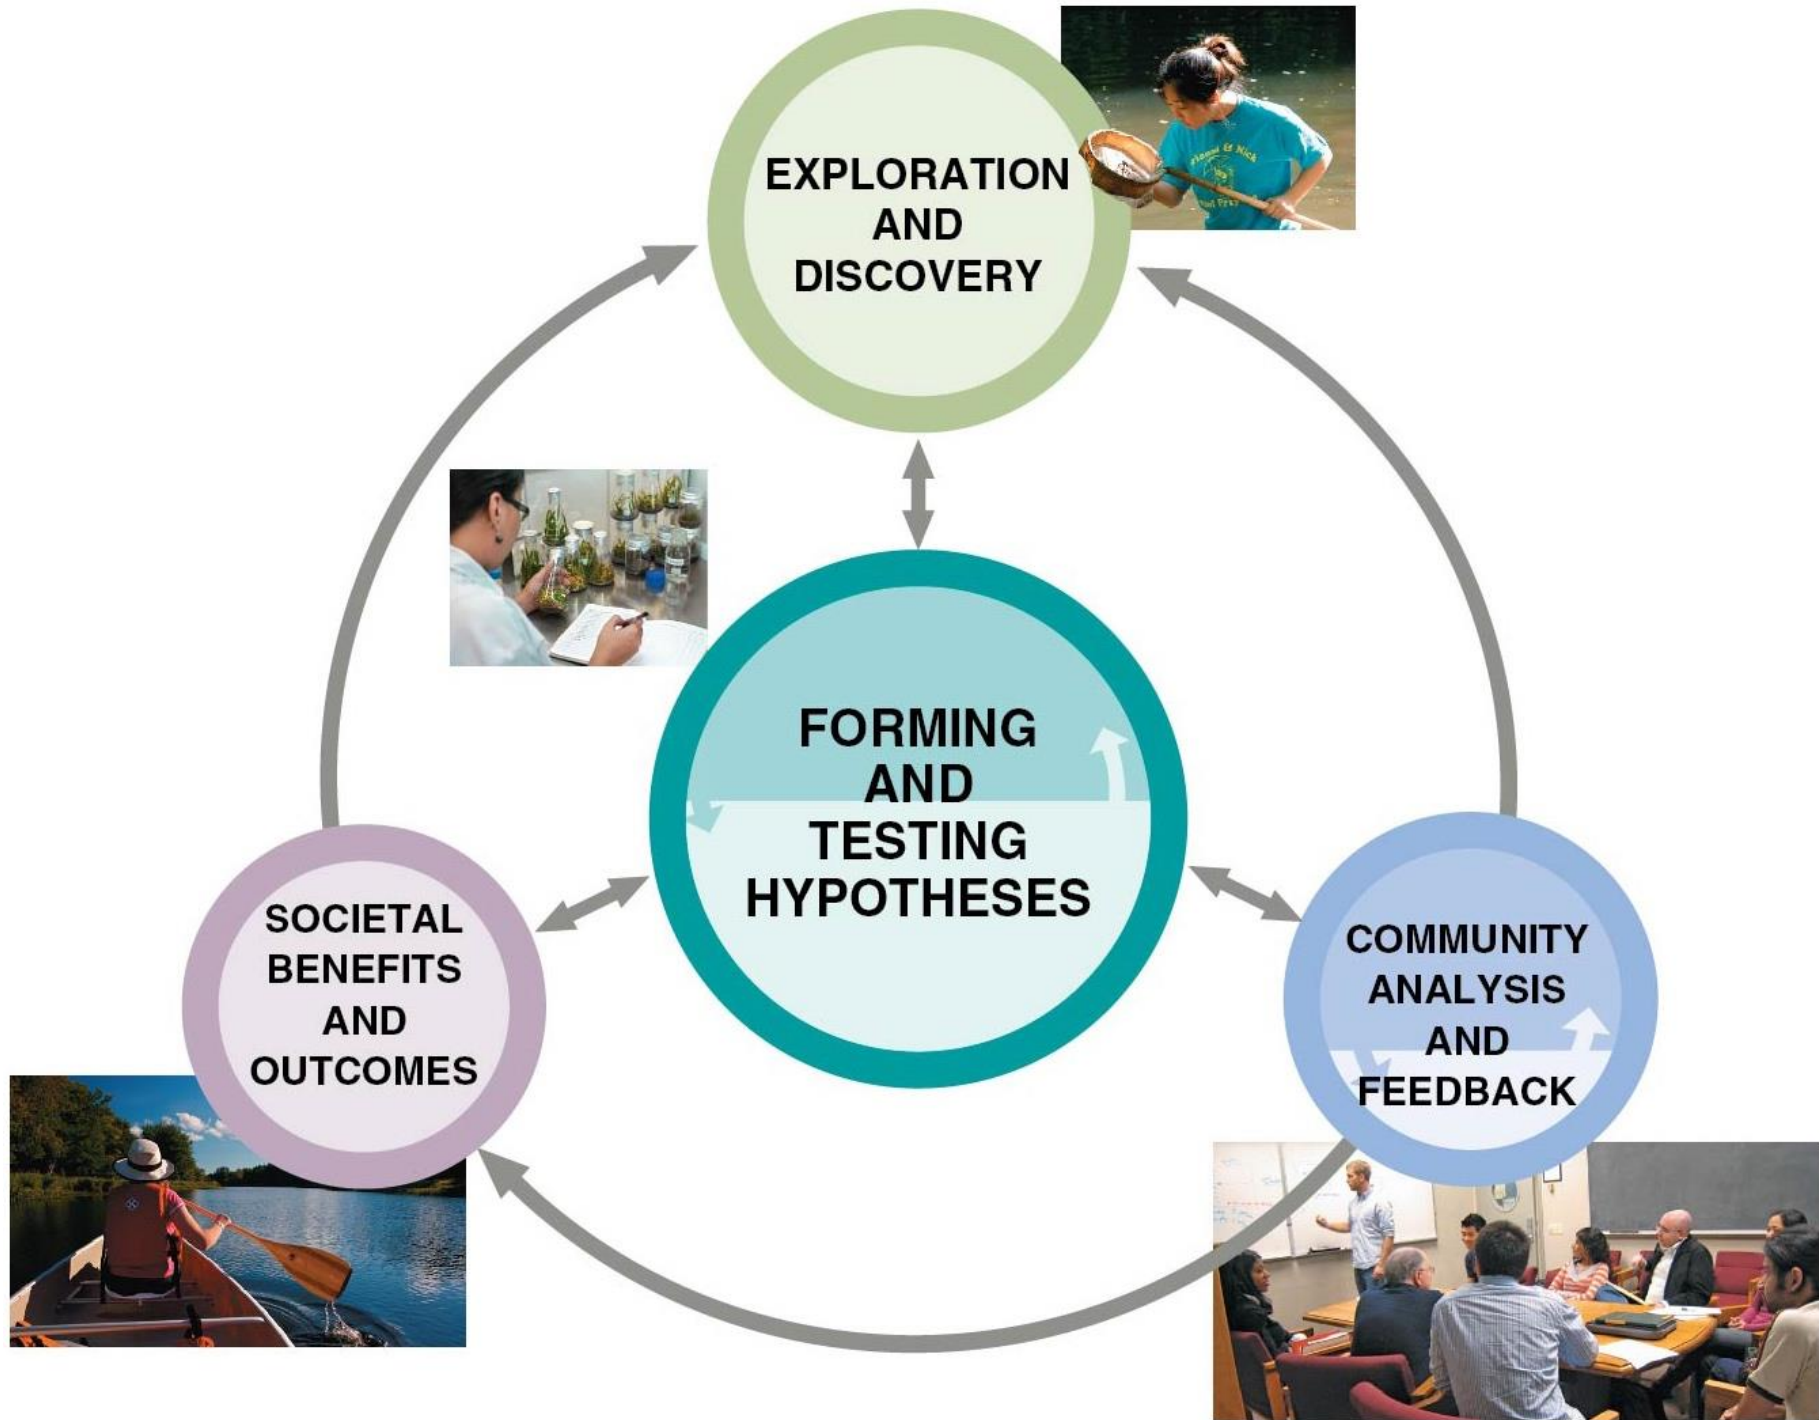 EXPLORATION
AND
DISCOVERY
FORMING
AND
TESTING
HYPOTHESES
SOCIETAL
BENEFITS
AND
OUTCOMES
COMMUNITY
ANALYSIS
AND
FEEDBACK